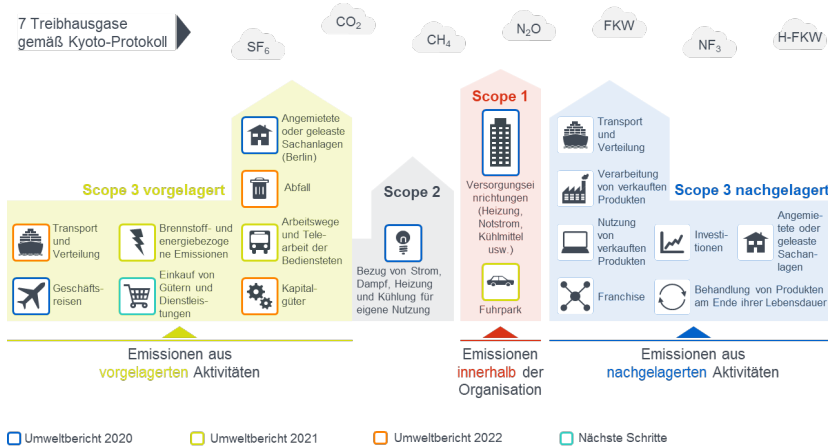 7 Treibhausgase
gemäß Kyoto-Protokoll
SF6
CO2
CH4
N2O
FKW
NF3
H-FKW
Scope 3 vorgelagert
Angemietete
oder geleaste
Sachanlagen
(Berlin)
Abfall
Transport
und
Verteilung
Brennstoff- und
energiebezoge
ne Emissionen
Arbeitswege
und Tele-
arbeit der
Bediensteten
Geschäfts-
reisen
Einkauf von
Gütern und
Dienstleis-
tungen
Kapital-
güter
Scope 2
Bezug von Strom,
Dampf, Heizung
und Kühlung für
eigene Nutzung
Scope 1
Versorgungsei
nrichtungen
(Heizung,
Notstrom,
Kühlmittel
usw.)
Fuhrpark
Scope 3 nachgelagert
Transport
und
Verteilung
Verarbeitung
von verkauften
Produkten
Nutzung
von
verkauften
Produkten
Investi-
tionen
Angemie-
tete oder
geleaste
Sachan-
lagen
Franchise
Behandlung von Produkten
am Ende ihrer Lebensdauer
Emissionen aus
vorgelagerten Aktivitäten
Emissionen
innerhalb der
Organisation
Emissionen aus
nachgelagerten Aktivitäten
Umweltbericht 2020
Umweltbericht 2021
Umweltbericht 2022
Nächste Schritte